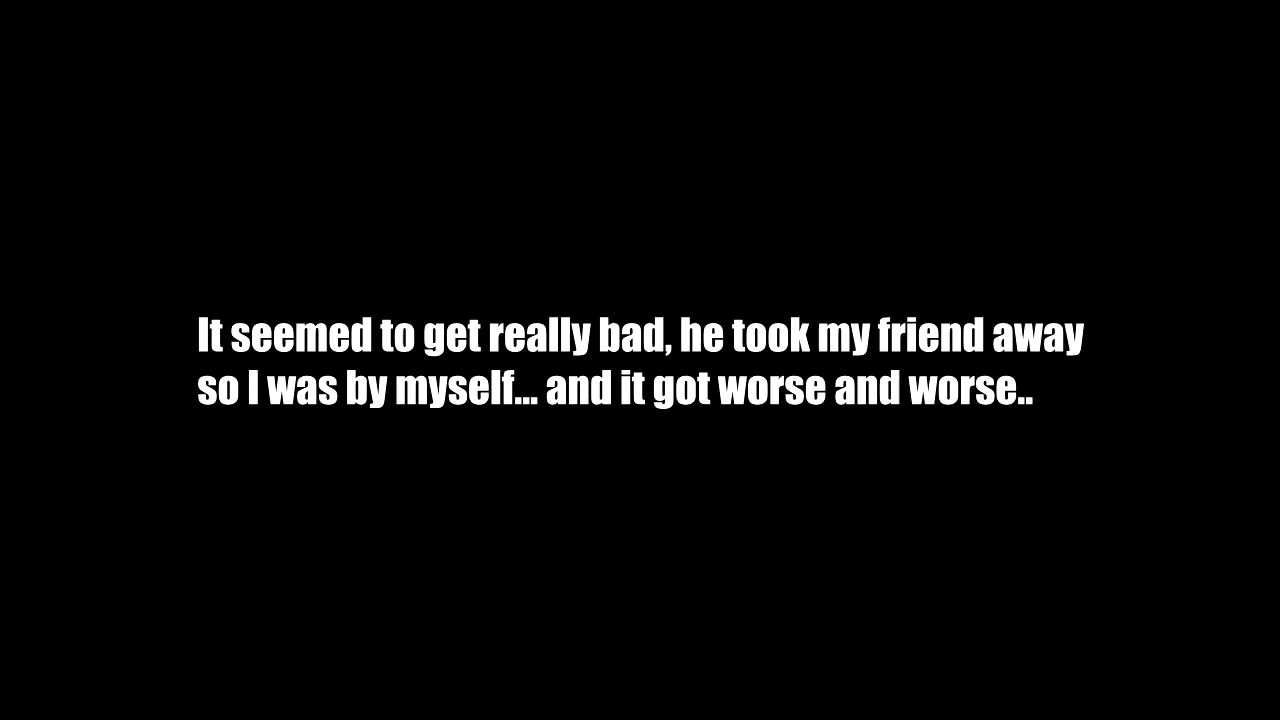 It seemed to get really bad, he took my friend away
so I was by myself... and it got worse and worse..